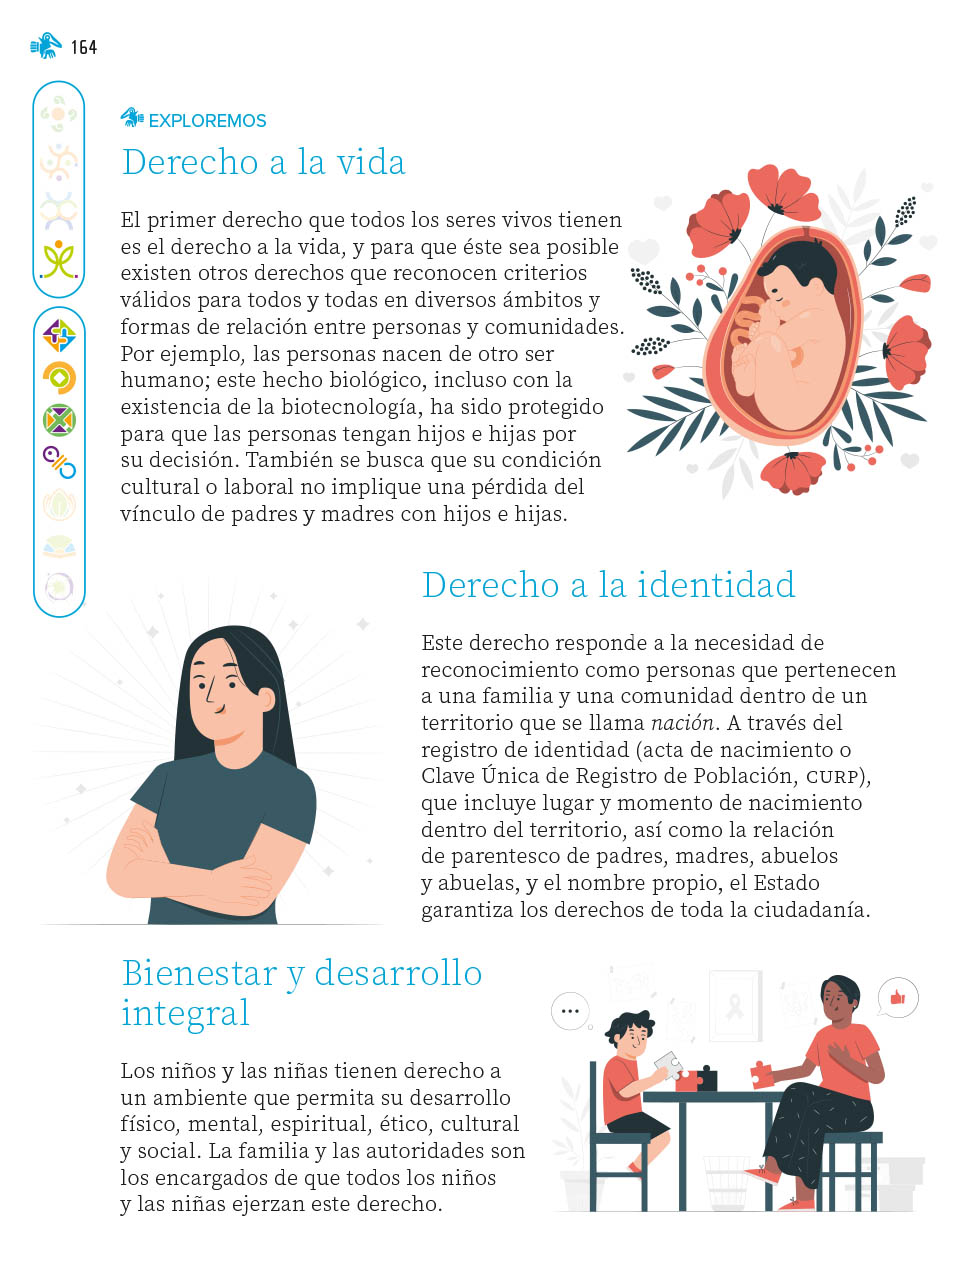 164
EXPLOREMOS
Derecho a la vida
El primer derecho que todos los seres vivos tienen
es el derecho a la vida, y para que éste sea posible
existen otros derechos que reconocen criterios
válidos para todos y todas en diversos ámbitos y
formas de relación entre personas y comunidades.
Por ejemplo, las personas nacen de otro ser
humano; este hecho biológico, incluso con la
existencia de la biotecnología, ha sido protegido
para que las personas tengan hijos e hijas por
su decisión. También se busca que su condición
cultural o laboral no implique una pérdida del
vínculo de padres y madres con hijos e hijas.
Derecho a la identidad
Este derecho responde a la necesidad de
reconocimiento como personas que pertenecen
a una familia y una comunidad dentro de un
territorio que se llama nación. A través del
registro de identidad (acta de nacimiento o
Clave Única de Registro de Población, CURP),
que incluye lugar y momento de nacimiento
dentro del territorio, así como la relación
de parentesco de padres, madres, abuelos
y abuelas, y el nombre propio, el Estado
garantiza los derechos de toda la ciudadanía.
Bienestar y desarrollo
integral
Los niños y las niñas tienen derecho a
un ambiente que permita su desarrollo
físico, mental, espiritual, ético, cultural
y social. La familia y las autoridades son
los encargados de que todos los niños
y las niñas ejerzan este derecho.